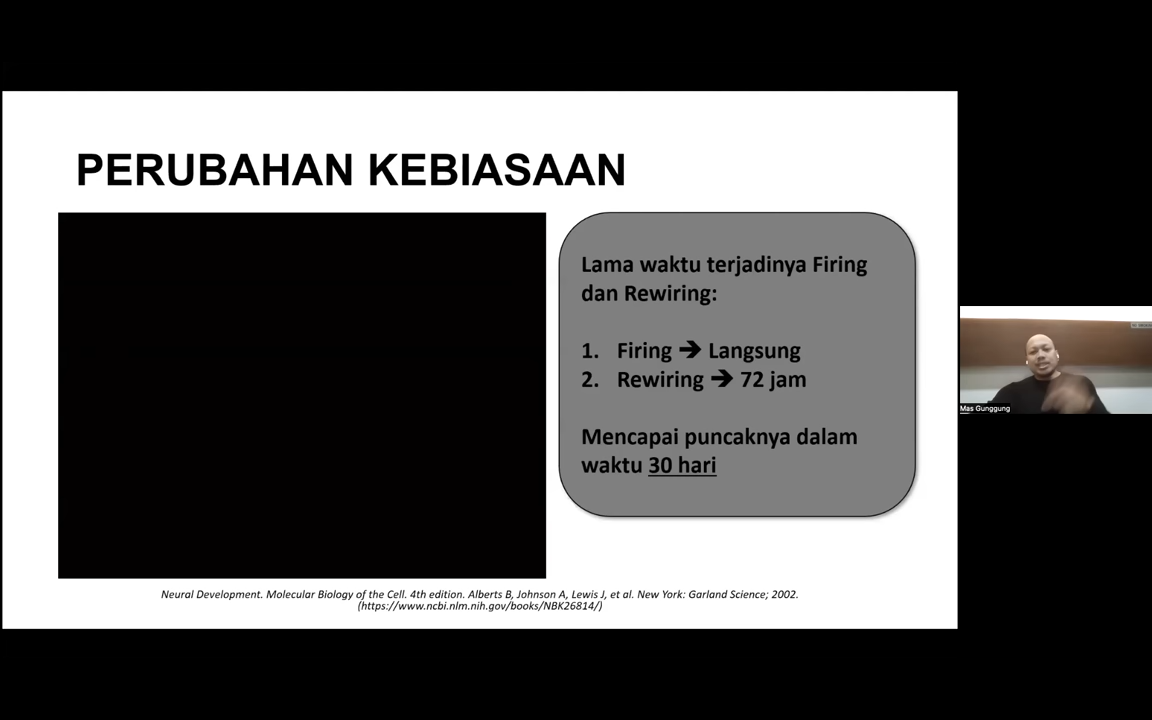 PERUBAHAN KEBIASAAN
Lama waktu terjadinya Firing
dan Rewiring:
1. Firing ➔ Langsung
2. Rewiring ➔ 72 jam
Mencapai puncaknya dalam
waktu 30 hari
Mas Gunggung
Neural Development. Molecular Biology of the Cell. 4th edition. Alberts B, Johnson A, Lewis J, et al. New York: Garland Science; 2002.
(https://www.ncbi.nlm.nih.gov/books/NBK26814/)